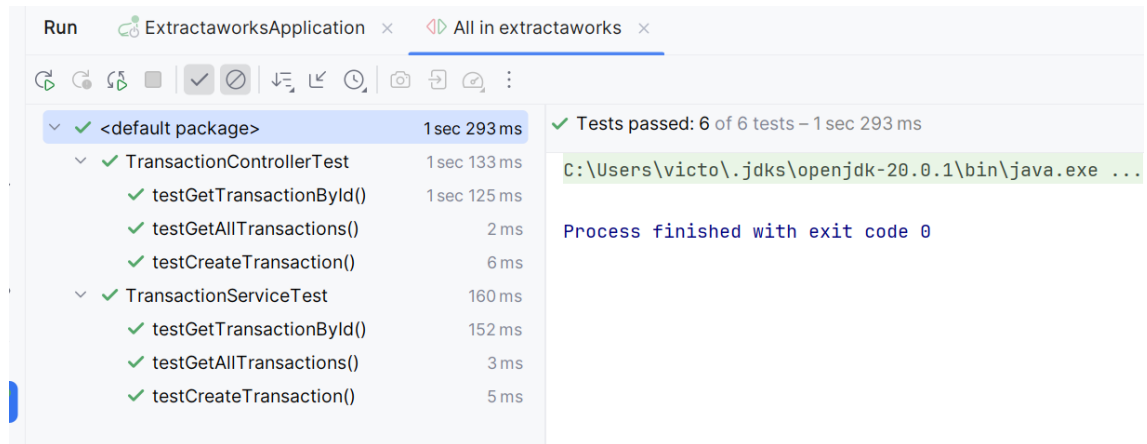 Run ExtractaworksApplication × All in extractaworks ×
<default package> 1 sec 293 ms
TransactionControllerTest 1 sec 133 ms
testGetTransactionById() 1 sec 125 ms
testGetAllTransactions() 2 ms
testCreateTransaction() 6 ms
TransactionServiceTest 160 ms
testGetTransactionById() 152 ms
testGetAllTransactions() 3 ms
testCreateTransaction() 5 ms
Tests passed: 6 of 6 tests – 1 sec 293 ms
C:\Users\victo\.jdks\openjdk-20.0.1\bin\java.exe ...
Process finished with exit code 0